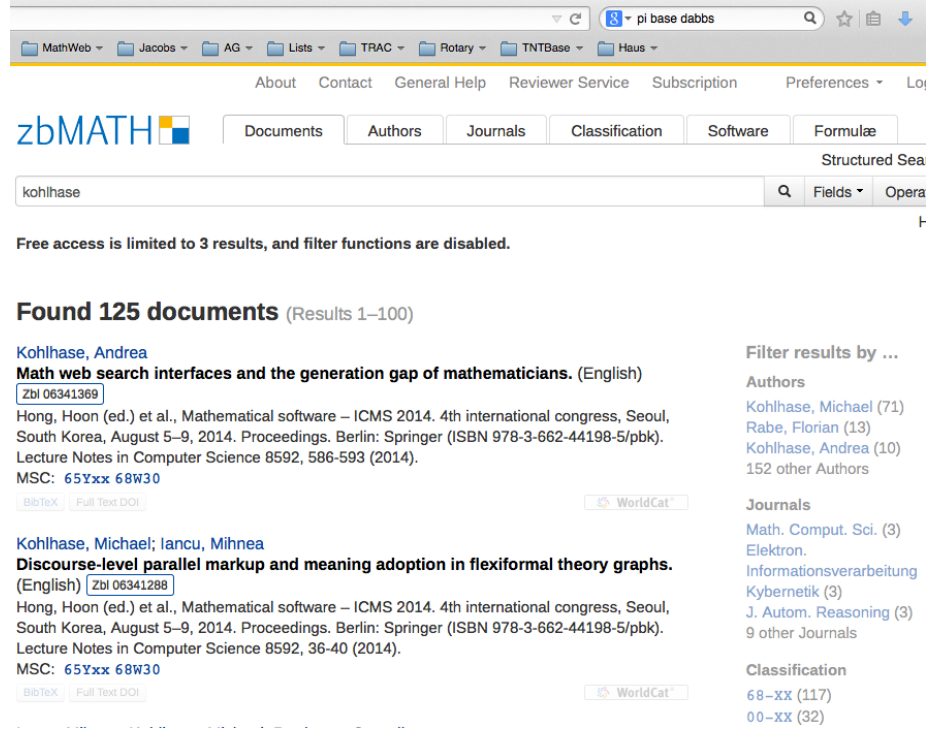 pi base dabbs
MathWeb Jacobs AG Lists TRAC Rotary TNTBase Haus
About Contact General Help Reviewer Service Subscription Preferences
zbMATH Documents Authors Journals Classification Software Formulæ
Structured
kohlhase Fields
Free access is limited to 3 results, and filter functions are disabled.
Found 125 documents (Results 1–100)
Kohlhase, Andrea
Math web search interfaces and the generation gap of mathematicians. (English)
Zbl 06341369
Hong, Hoon (ed.) et al., Mathematical software – ICMS 2014. 4th international congress, Seoul,
South Korea, August 5–9, 2014. Proceedings. Berlin: Springer (ISBN 978-3-662-44198-5/pbk).
Lecture Notes in Computer Science 8592, 586-593 (2014).
MSC: 65Yxx 68W30
BibTeX Full Text DOI WorldCat
Kohlhase, Michael; Iancu, Mihnea
Discourse-level parallel markup and meaning adoption in flexiformal theory graphs.
(English) Zbl 06341288
Hong, Hoon (ed.) et al., Mathematical software – ICMS 2014. 4th international congress, Seoul,
South Korea, August 5–9, 2014. Proceedings. Berlin: Springer (ISBN 978-3-662-44198-5/pbk).
Lecture Notes in Computer Science 8592, 36-40 (2014).
MSC: 65Yxx 68W30
BibTeX Full Text DOI WorldCat
Filter results by ...
Authors
Kohlhase, Michael (71)
Rabe, Florian (13)
Kohlhase, Andrea (10)
152 other Authors
Journals
Math. Comput. Sci. (3)
Elektron.
Informationsverarbeitung
Kybernetik (3)
J. Autom. Reasoning (3)
9 other Journals
Classification
68-XX (117)
00-XX (32)